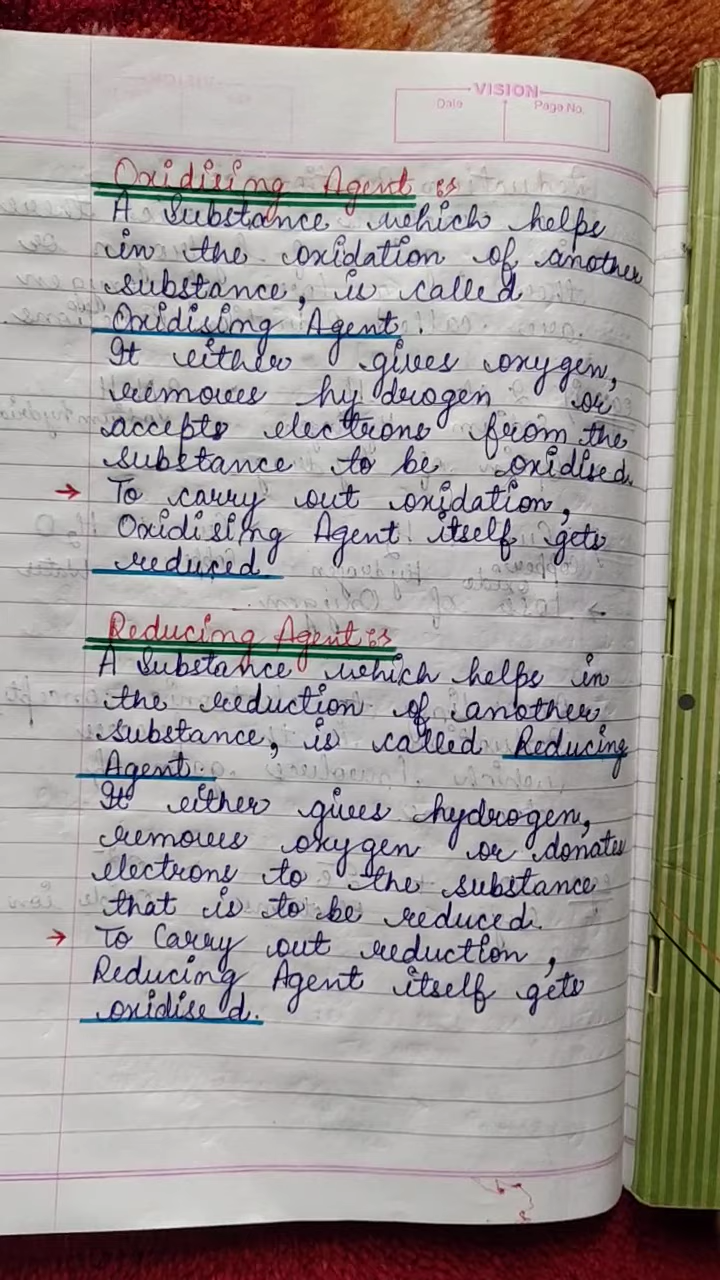 VISION
Date Page No.
Oxidising Agent :-
A Substance which helps
in the oxidation of another
substance, is called
Oxidising Agent.
It either gives oxygen,
removes hydrogen or
accepts electrons from the
substance to be oxidised.
→ To carry out oxidation,
Oxidising Agent itself gets
reduced.
Reducing Agent :-
A Substance which helps in
the reduction of another
substance, is called Reducing
Agent.
It either gives hydrogen,
removes oxygen or donates
electrons to the substance
that is to be reduced.
→ To Carry out reduction,
Reducing Agent itself gets
oxidised.